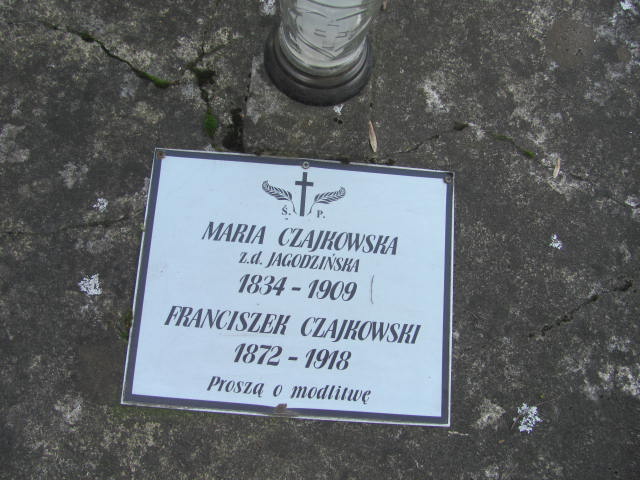 Ś. P.
MARIA CZAJKOWSKA
z.d. JAGODZIŃSKA
1834 - 1909
FRANCISZEK CZAJKOWSKI
1872 - 1918
Proszą o modlitwę